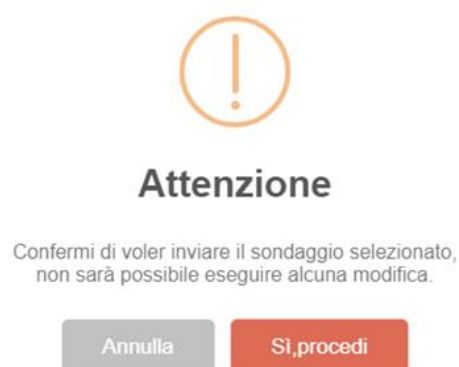 Attenzione
Confermi di voler inviare il sondaggio selezionato,
non sarà possibile eseguire alcuna modifica.
Annulla
Sì,procedi